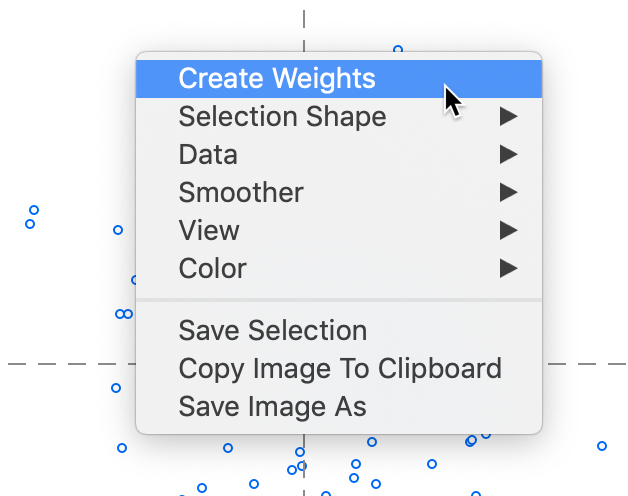 Create Weights
Selection Shape
Data
Smoother
View
Color
Save Selection
Copy Image To Clipboard
Save Image As